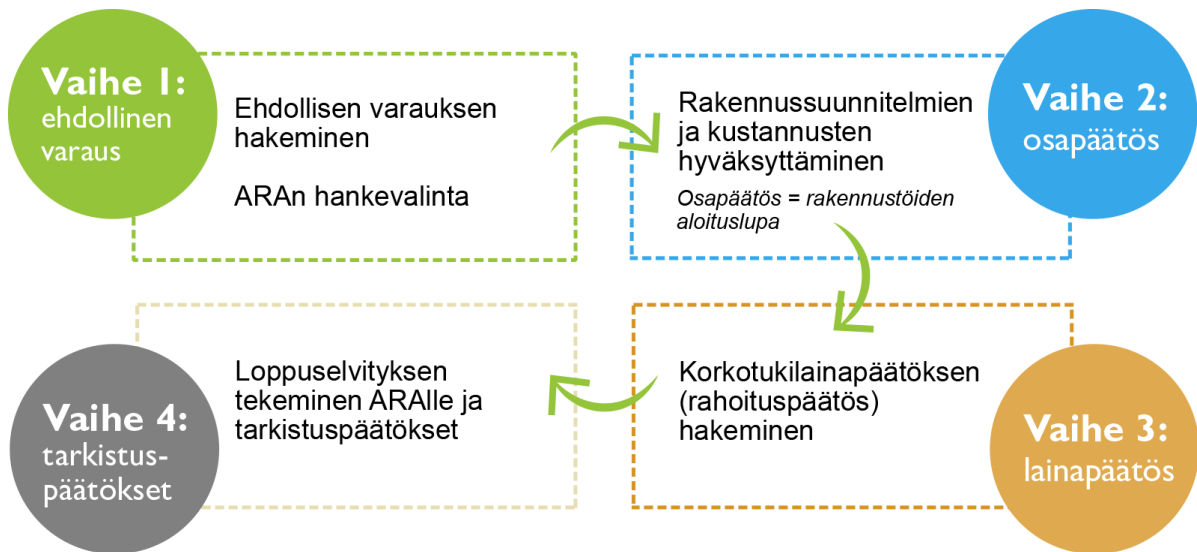 Vaihe 1:
ehdollinen
varaus
Ehdollisen varauksen
hakeminen
ARAn hankevalinta
Vaihe 2:
osapäätös
Rakennussuunnitelmien
ja kustannusten
hyväksyttäminen
Osapäätös = rakennustöiden
aloituslupa
Vaihe 3:
lainapäätös
Korkotukilainapäätöksen
(rahoituspäätös)
hakeminen
Vaihe 4:
tarkistus-
päätökset
Loppuselvityksen
tekeminen ARAlle ja
tarkistuspäätökset